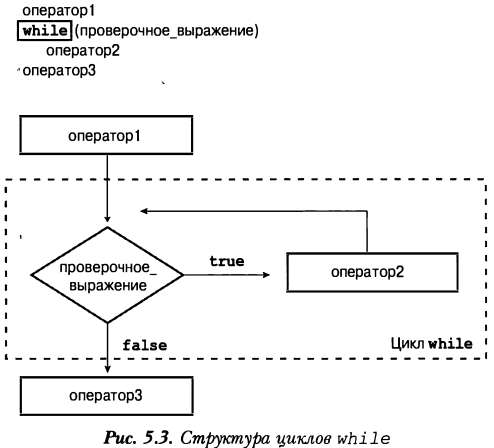 оператор1
while (проверочное_выражение)
оператор2
оператор3
оператор1
true
проверочное_
выражение
оператор2
false
Цикл while
оператор3
Рис. 5.3. Структура циклов while